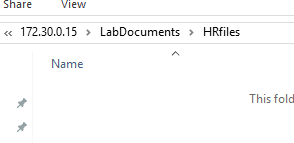 Share View
« 172.30.0.15 > LabDocuments > HRfiles
Name
This fold